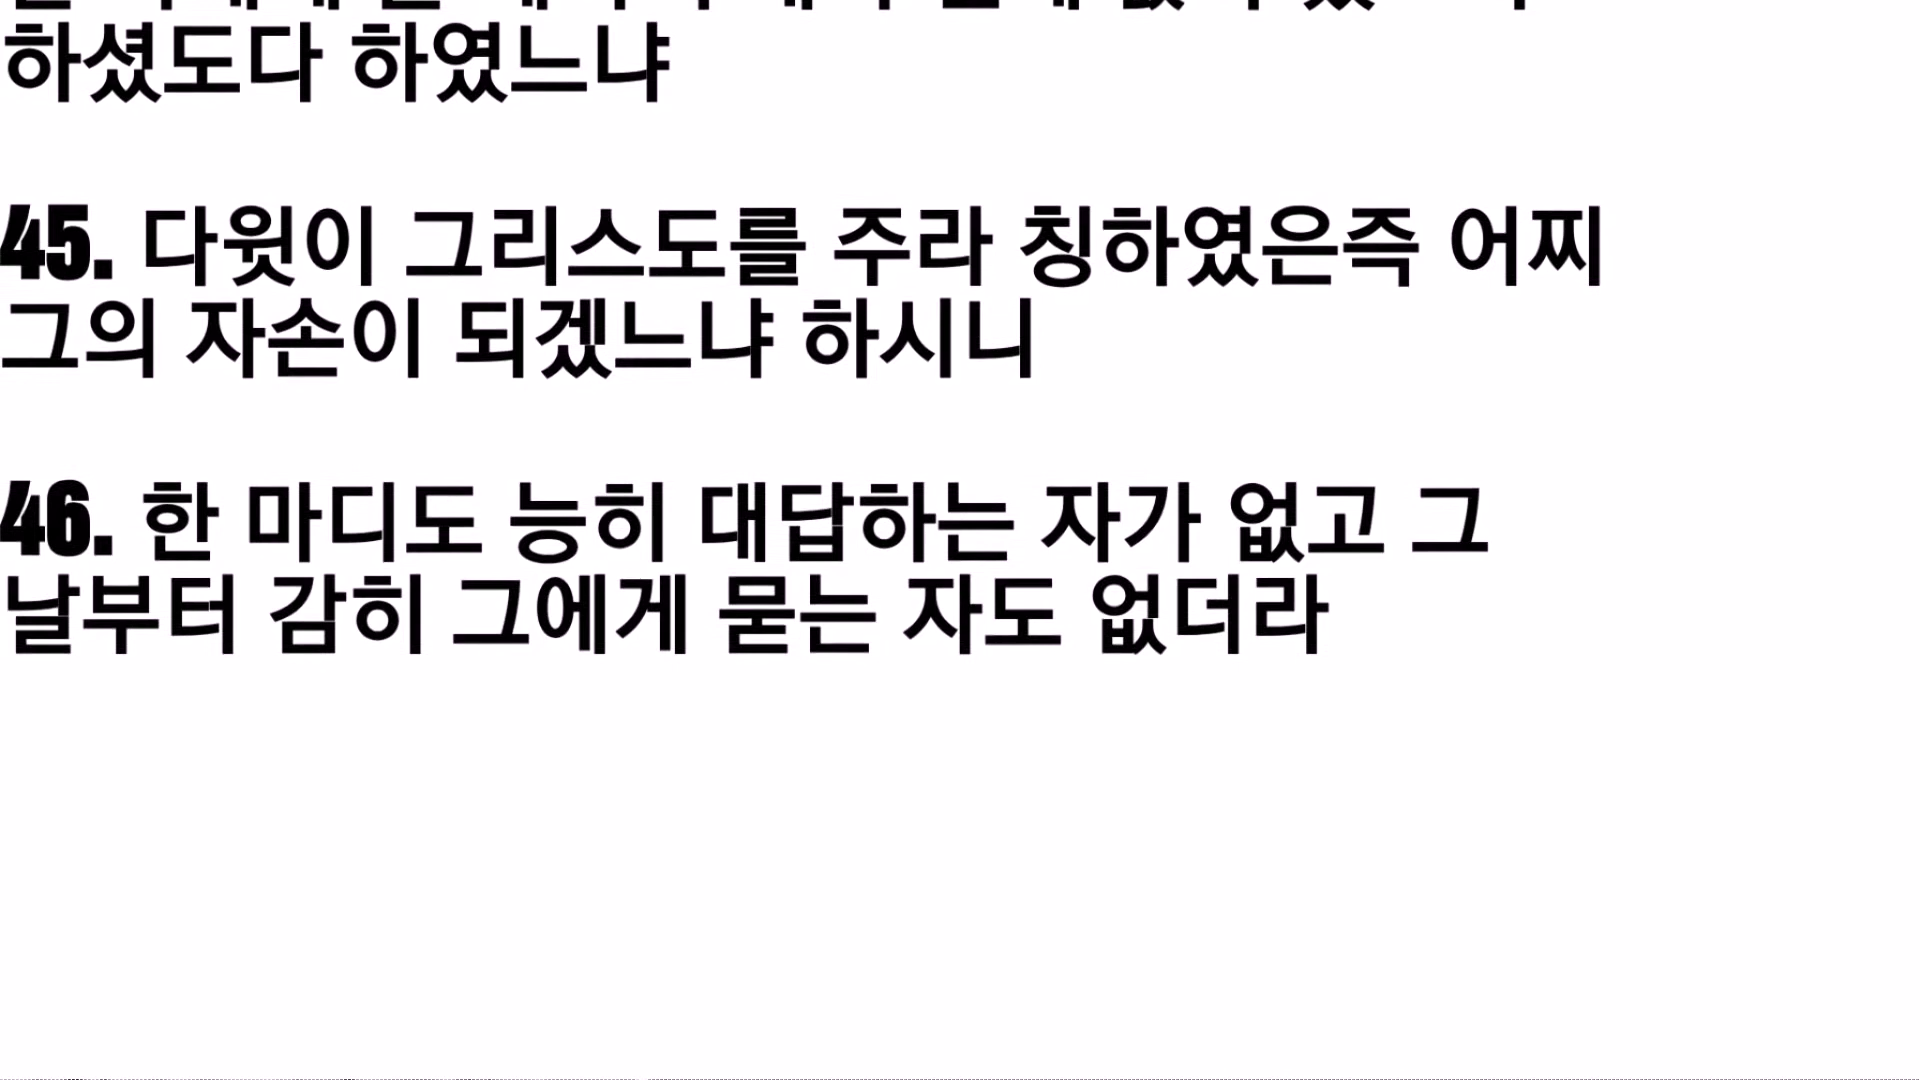 하셨도다 하였느냐
45. 다윗이 그리스도를 주라 칭하였은즉 어찌
그의 자손이 되겠느냐 하시니
46. 한 마디도 능히 대답하는 자가 없고 그
날부터 감히 그에게 묻는 자도 없더라